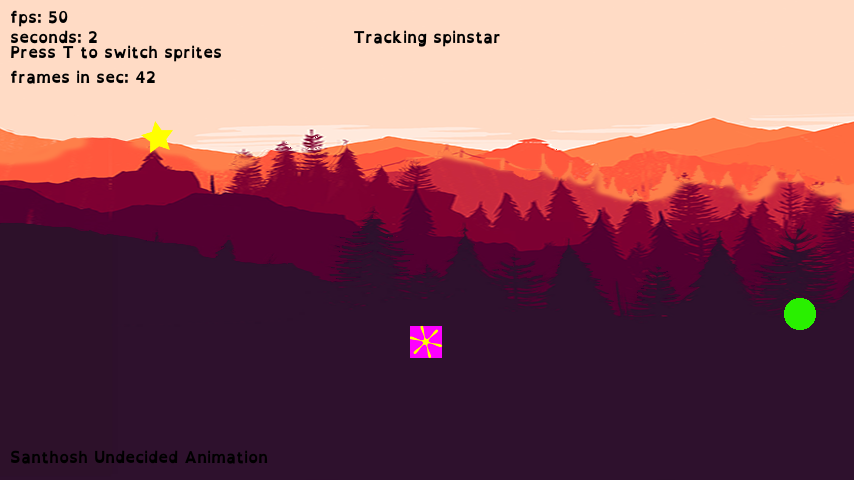 fps: 50
seconds: 2
Tracking spinstar
Press T to switch sprites
frames in sec: 42
Santhosh Undecided Animation